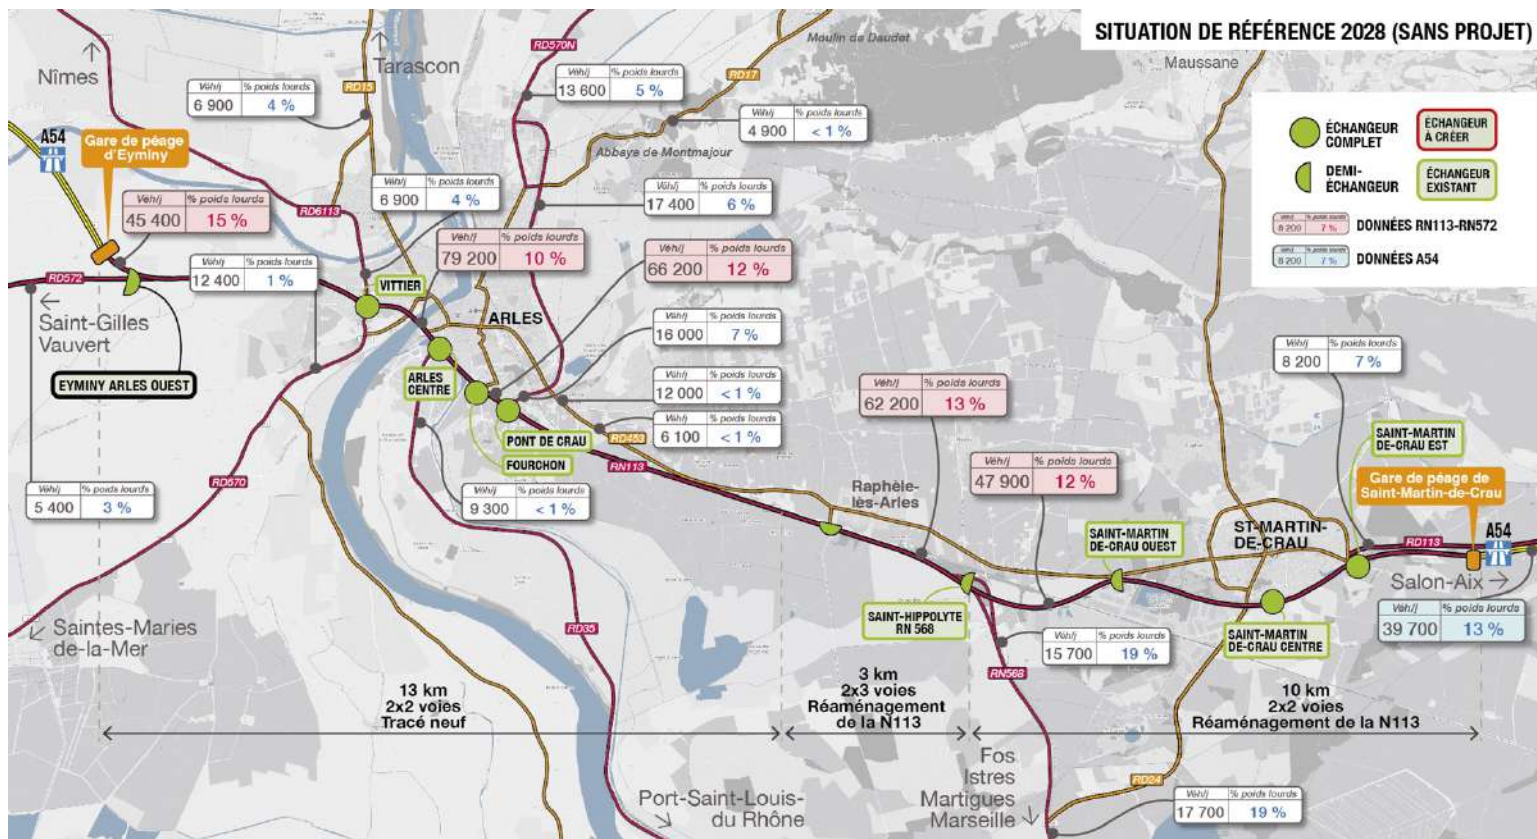 SITUATION DE RÉFÉRENCE 2028 (SANS PROJET)
Nîmes
Tarascon
RD15
RD570N
Moulin de Daudet
RD17
Maussane
Véh/j % poids lourds
6 900 4 %
Véh/j % poids lourds
13 600 5 %
Véh/j % poids lourds
4 900 < 1 %
Abbaye de Montmajour
A54
Gare de péage
d'Eyminy
ÉCHANGEUR
COMPLET
ÉCHANGEUR
À CRÉER
DEMI-
ÉCHANGEUR
ÉCHANGEUR
EXISTANT
Véh/j % poids lourds
8 200 7 %
DONNÉES RN113-RN572
Véh/j % poids lourds
8 200 7 %
DONNÉES A54
Véh/j % poids lourds
45 400 15 %
RD6113
Véh/j % poids lourds
6 900 4 %
Véh/j % poids lourds
17 400 6 %
Véh/j % poids lourds
79 200 10 %
Véh/j % poids lourds
66 200 12 %
RD572
Véh/j % poids lourds
12 400 1 %
VITTIER
Saint-Gilles
Vauvert
ARLES
Véh/j % poids lourds
16 000 7 %
Véh/j % poids lourds
8 200 7 %
EYMINY ARLES OUEST
ARLES
CENTRE
Véh/j % poids lourds
12 000 < 1 %
Véh/j % poids lourds
62 200 13 %
Véh/j % poids lourds
6 100 < 1 %
RD453
PONT DE CRAU
FOURCHON
RN113
SAINT-MARTIN
DE-CRAU EST
Véh/j % poids lourds
47 900 12 %
Gare de péage de
Saint-Martin-de-Crau
RD570
Véh/j % poids lourds
5 400 3 %
Véh/j % poids lourds
9 300 < 1 %
Raphèle-
lès-Arles
SAINT-MARTIN
DE-CRAU OUEST
ST-MARTIN-
DE-CRAU
RD113
A54
Salon-Aix
SAINT-HIPPOLYTE
RN 568
SAINT-MARTIN
DE-CRAU CENTRE
Véh/j % poids lourds
39 700 13 %
Saintes-Maries
de-la-Mer
RD35
Véh/j % poids lourds
15 700 19 %
RN568
13 km
2x2 voies
Tracé neuf
3 km
2x3 voies
Réaménagement
de la N113
10 km
2x2 voies
Réaménagement de la N113
Fos
Istres
Martigues
Marseille
RD24
Port-Saint-Louis-
du Rhône
Véh/j % poids lourds
17 700 19 %